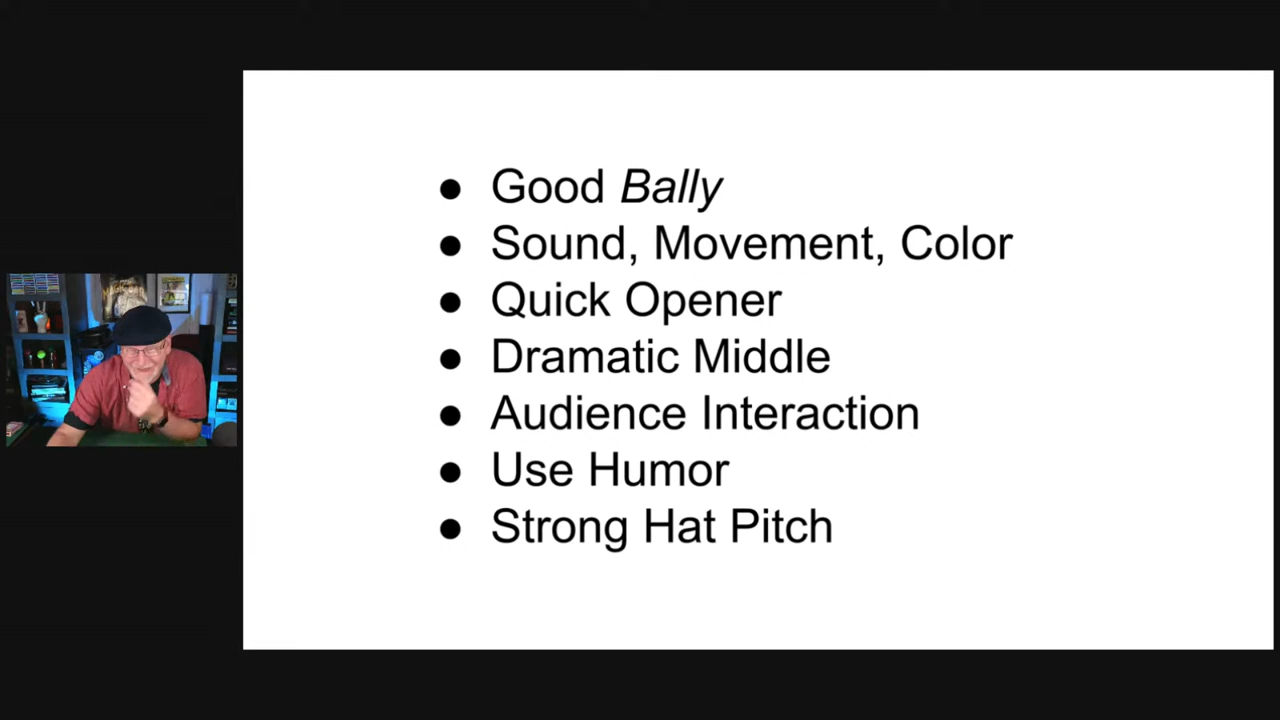 ● Good Bally
● Sound, Movement, Color
● Quick Opener
● Dramatic Middle
● Audience Interaction
● Use Humor
● Strong Hat Pitch